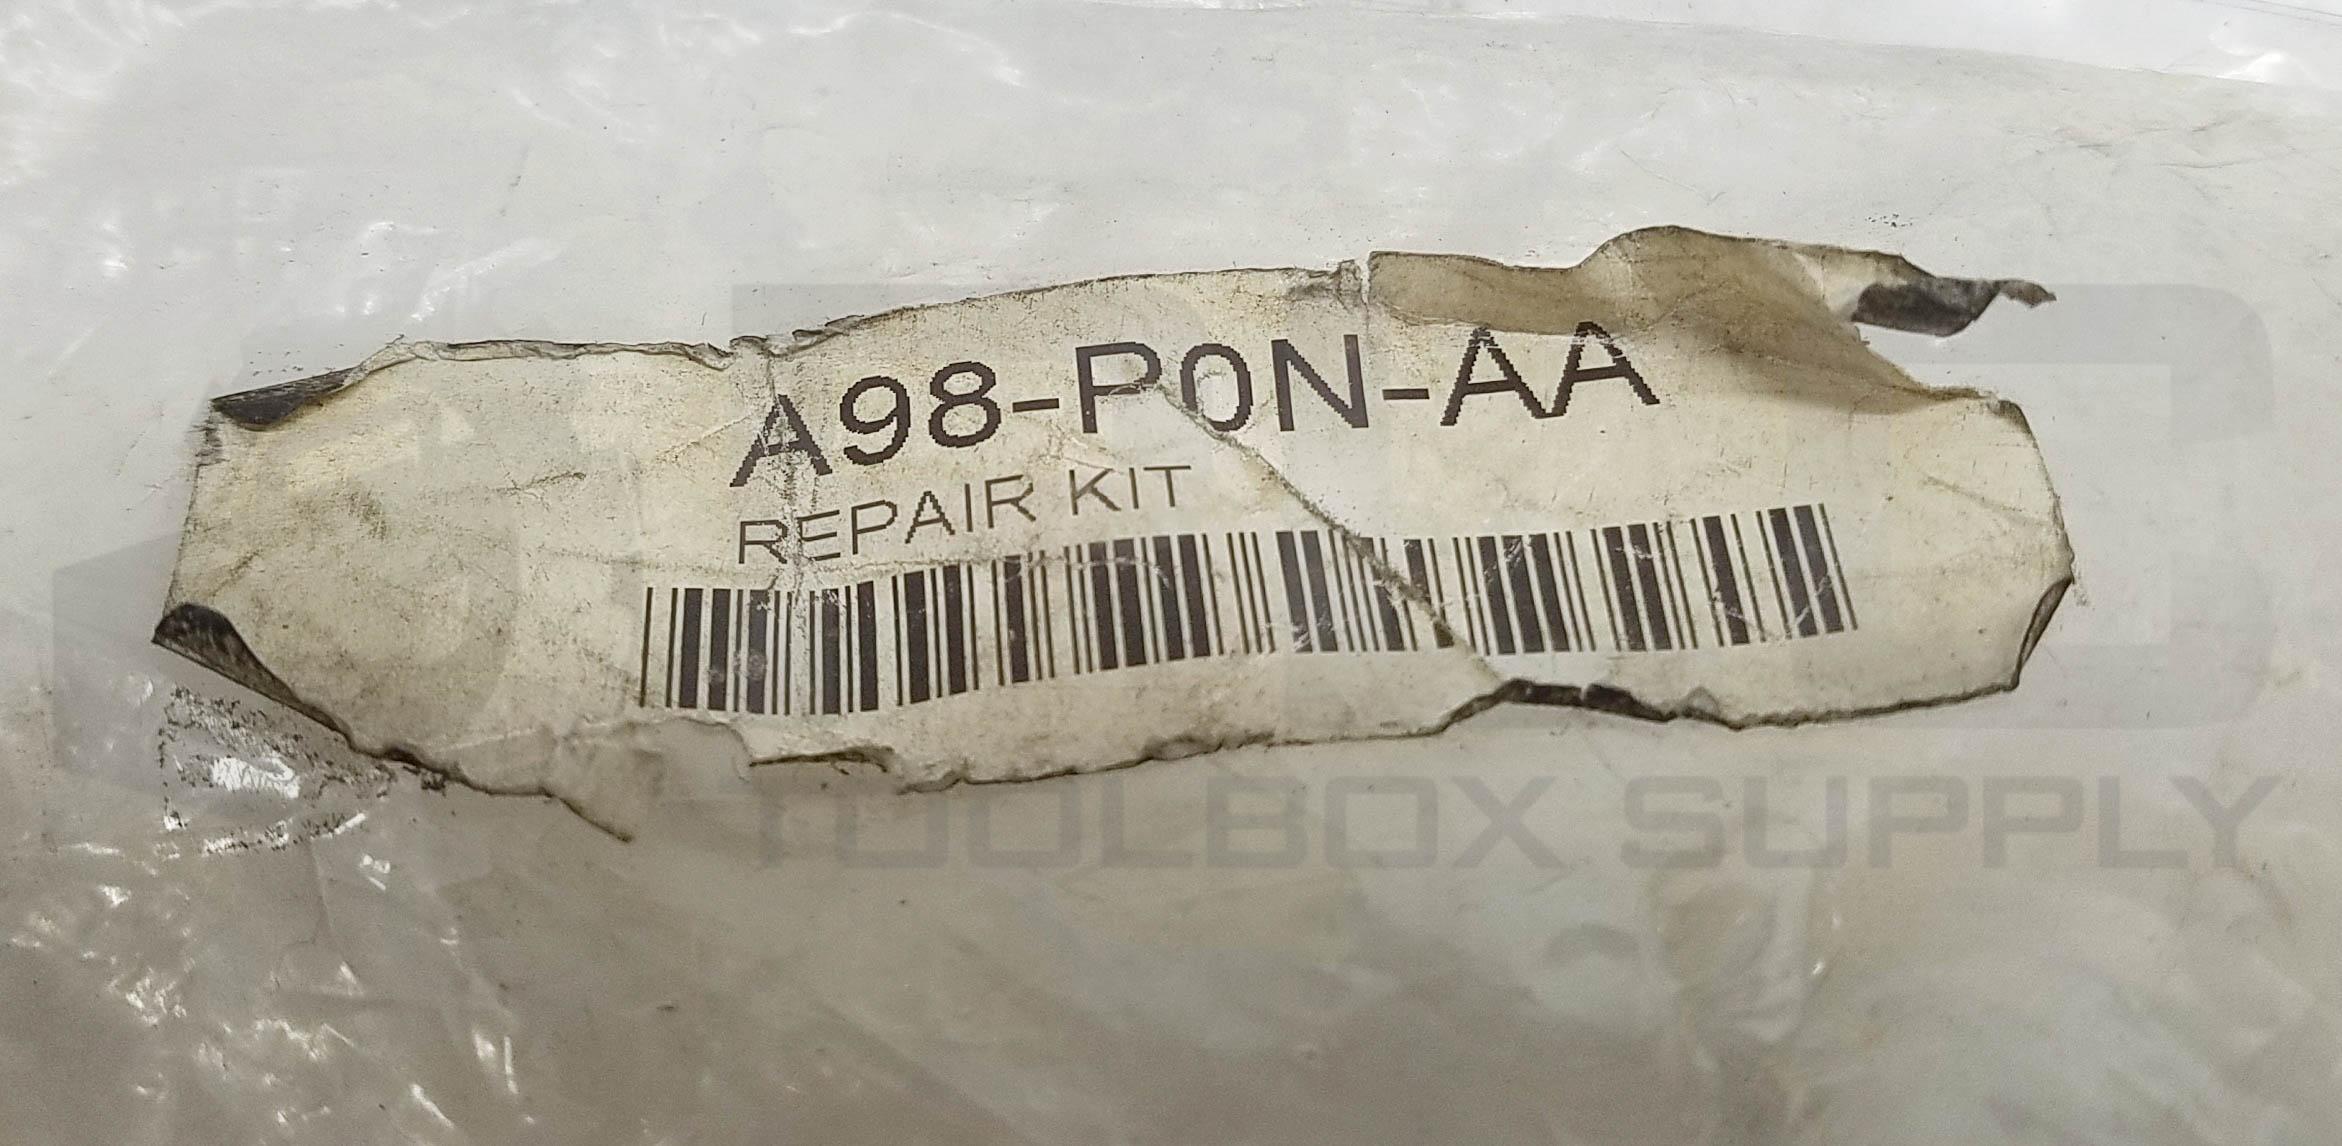 A98-P0N-AA
REPAIR KIT
TOOLBOX SUPPLY